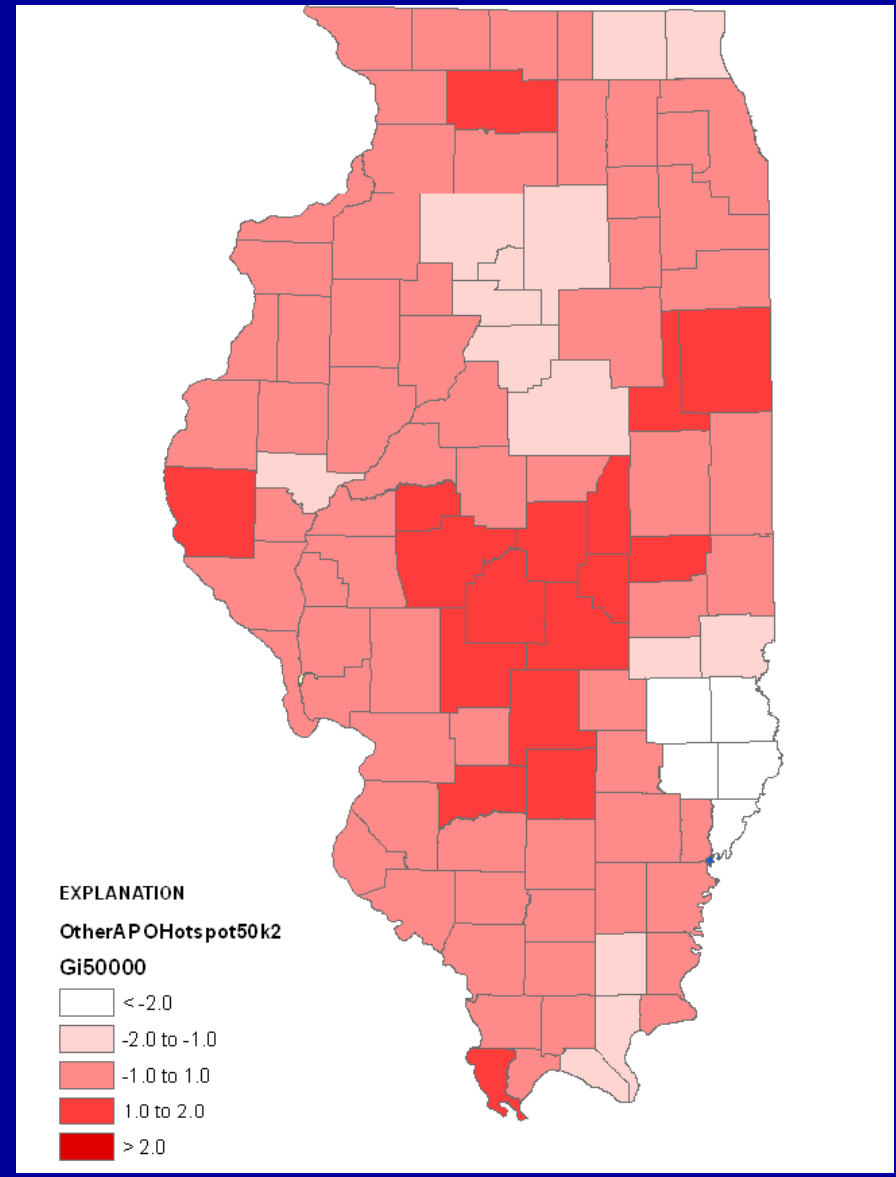 EXPLANATION
OtherAPOHotspot50k2
Gi50000
<-2.0
-2.0 to -1.0
-1.0 to 1.0
1.0 to 2.0
> 2.0